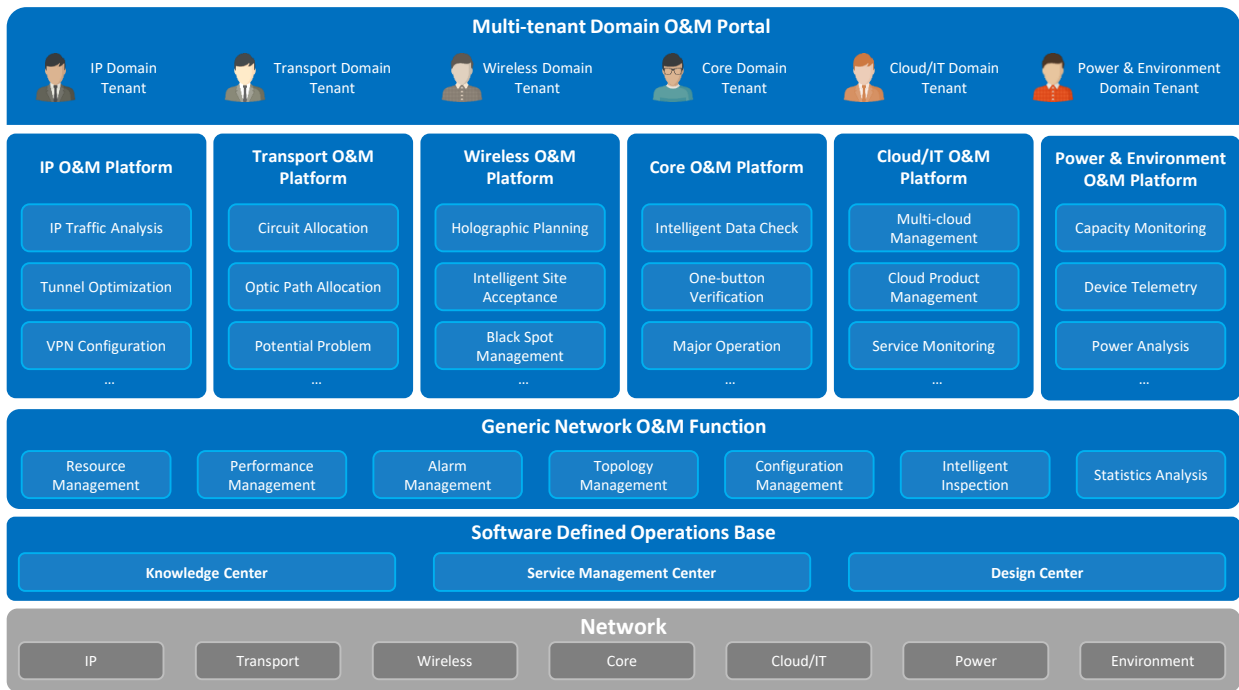 Multi-tenant Domain O&M Portal
IP Domain
Tenant
Transport Domain
Tenant
Wireless Domain
Tenant
Core Domain
Tenant
Cloud/IT Domain
Tenant
Power & Environment
Domain Tenant
IP O&M Platform
IP Traffic Analysis
Tunnel Optimization
VPN Configuration
...
Transport O&M
Platform
Circuit Allocation
Optic Path Allocation
Potential Problem
...
Wireless O&M
Platform
Holographic Planning
Intelligent Site
Acceptance
Black Spot
Management
...
Core O&M Platform
Intelligent Data Check
One-button
Verification
Major Operation
...
Cloud/IT O&M
Platform
Multi-cloud
Management
Cloud Product
Management
Service Monitoring
...
Power & Environment
O&M Platform
Capacity Monitoring
Device Telemetry
Power Analysis
...
Generic Network O&M Function
Resource
Management
Performance
Management
Alarm
Management
Topology
Management
Configuration
Management
Intelligent
Inspection
Statistics Analysis
Software Defined Operations Base
Knowledge Center
Service Management Center
Design Center
Network
IP
Transport
Wireless
Core
Cloud/IT
Power
Environment